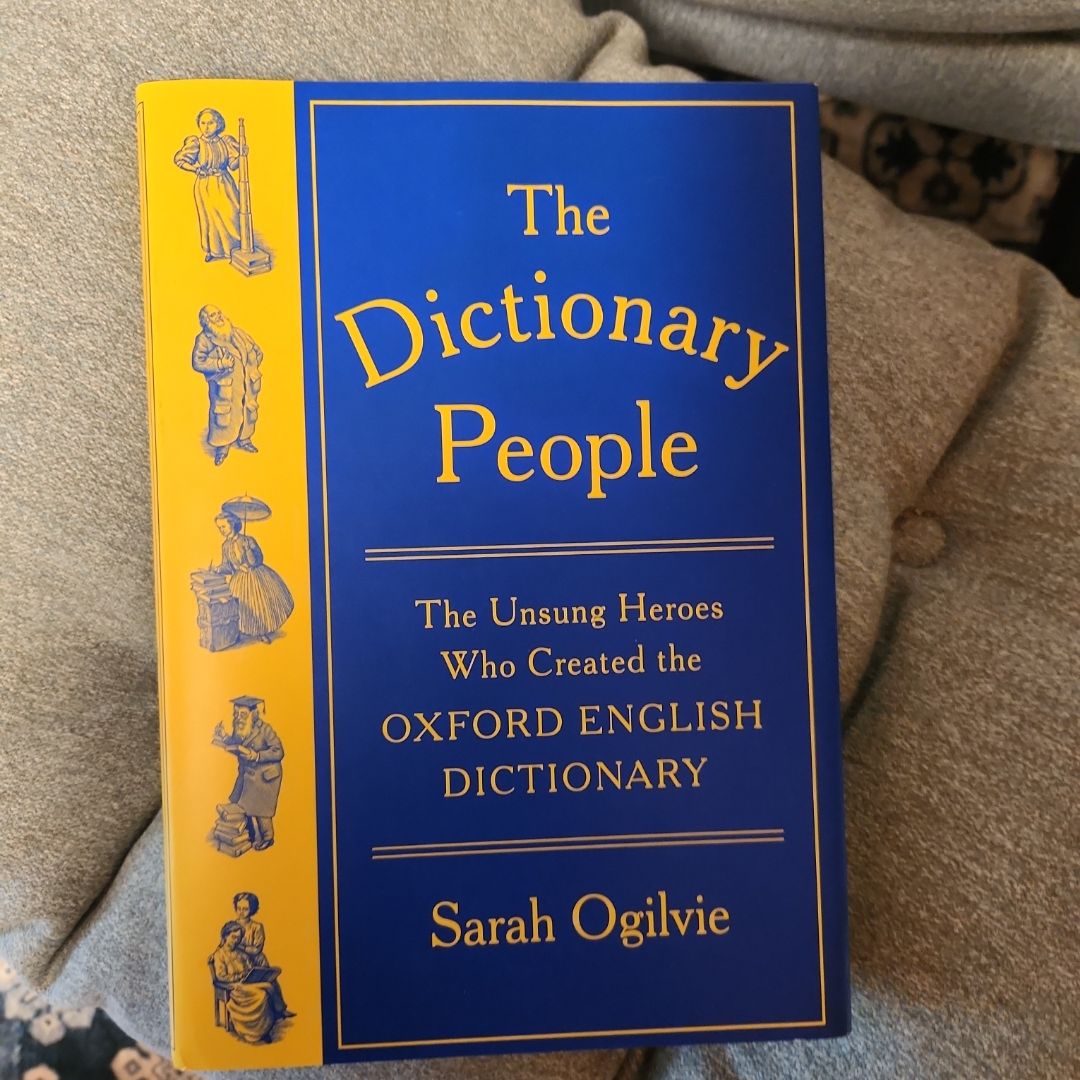 The
Dictionary
People
The Unsung Heroes
Who Created the
OXFORD ENGLISH
DICTIONARY
Sarah Ogilvie